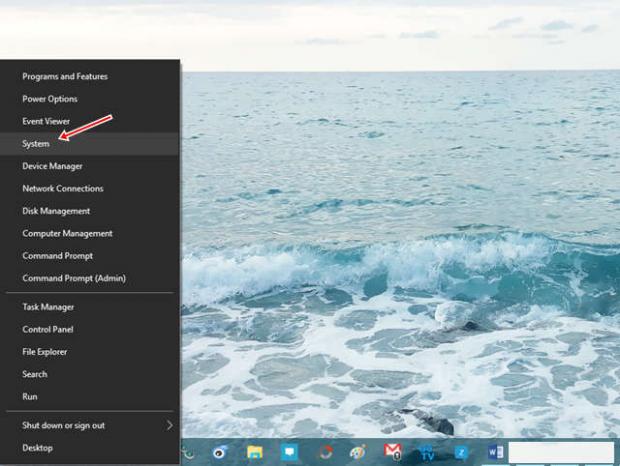 Programs and Features
Power Options
Event Viewer
System
Device Manager
Network Connections
Disk Management
Computer Management
Command Prompt
Command Prompt (Admin)
Task Manager
Control Panel
File Explorer
Search
Run
Shut down or sign out
Desktop
TV
Z
W